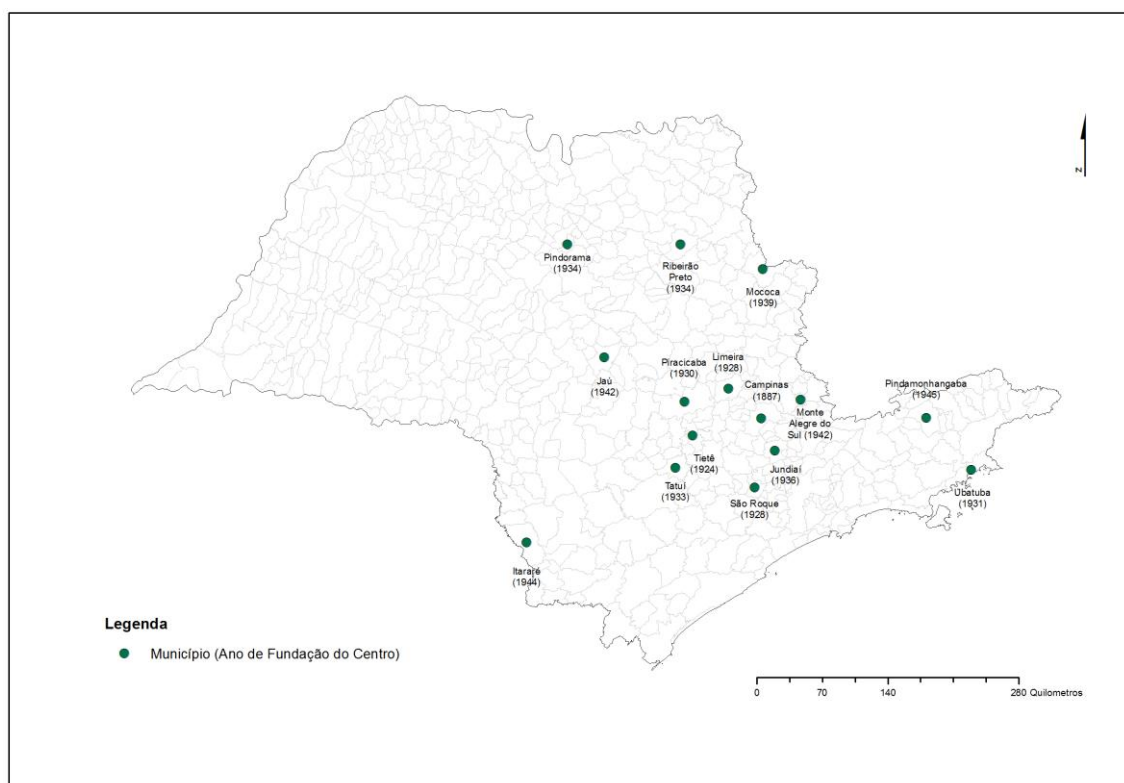 Z
Pindorama
(1934)
Ribeirão
Preto
(1934)
Mococa
(1939)
Jaú
(1942)
Piracicaba
(1930)
Limeira
(1928)
Campinas
(1887)
Monte
Alegre do
Sul (1942)
Pindamonhangaba
(1945)
Tietê
(1924)
Jundiaí
(1936)
Tatuí
(1933)
São Roque
(1928)
Ubatuba
(1931)
Itararé
(1944)
Legenda
Município (Ano de Fundação do Centro)
0 70 140 280 Quilometros